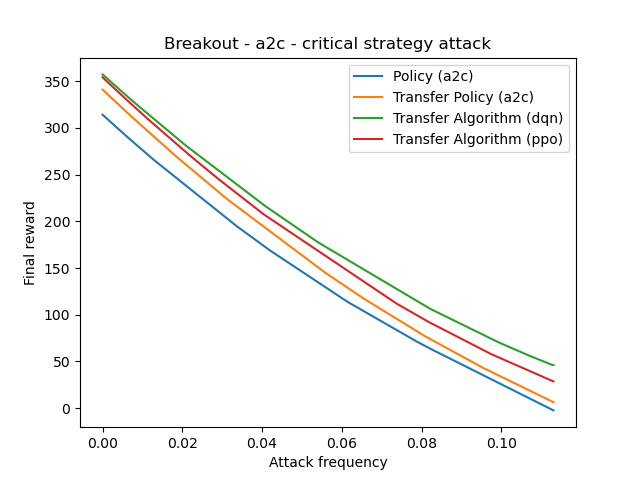 Breakout - a2c - critical strategy attack
Policy (a2c)
Transfer Policy (a2c)
Transfer Algorithm (dqn)
Transfer Algorithm (ppo)
Final reward
350
300
250
200
150
100
50
0
0.00 0.02 0.04 0.06 0.08 0.10
Attack frequency